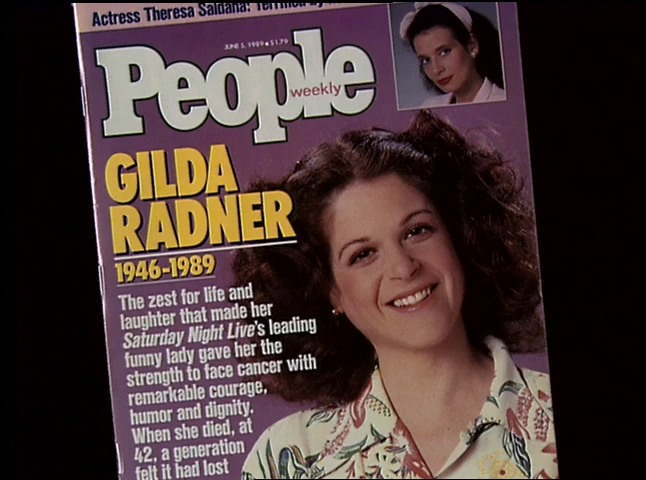 Actress Theresa Saldana: Terrified by
JUNE 5, 1989 • $1.79
People
weekly
GILDA
RADNER
1946-1989
The zest for life and
laughter that made her
Saturday Night Live's leading
funny lady gave her the
strength to face cancer with
remarkable courage,
humor and dignity.
When she died, at
42, a generation
felt it had lost